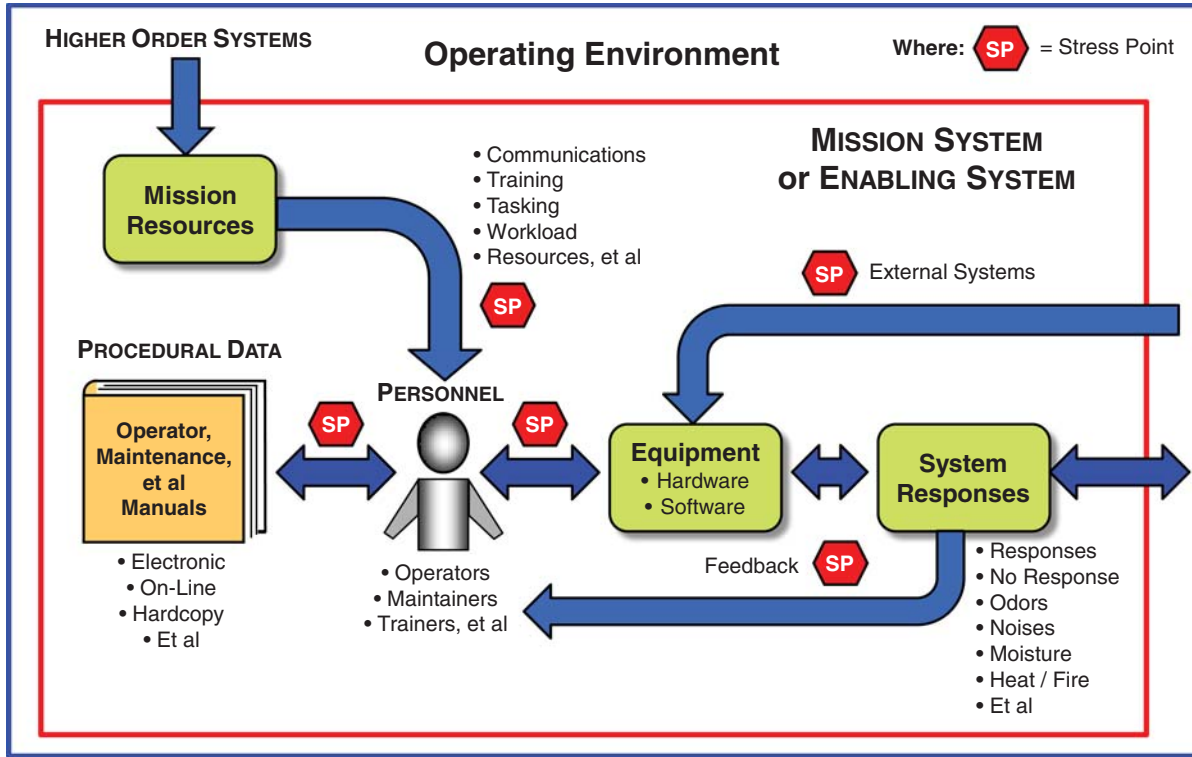 HIGHER ORDER SYSTEMS
Operating Environment
Where: SP = Stress Point
MISSION SYSTEM
or ENABLING SYSTEM
Mission
Resources
• Communications
• Training
• Tasking
• Workload
• Resources, et al
SP
SP External Systems
PROCEDURAL DATA
Operator,
Maintenance,
et al
Manuals
• Electronic
• On-Line
• Hardcopy
• Et al
SP
PERSONNEL
• Operators
• Maintainers
• Trainers, et al
SP
Equipment
• Hardware
• Software
System
Responses
Feedback SP
• Responses
• No Response
• Odors
• Noises
• Moisture
• Heat / Fire
• Et al